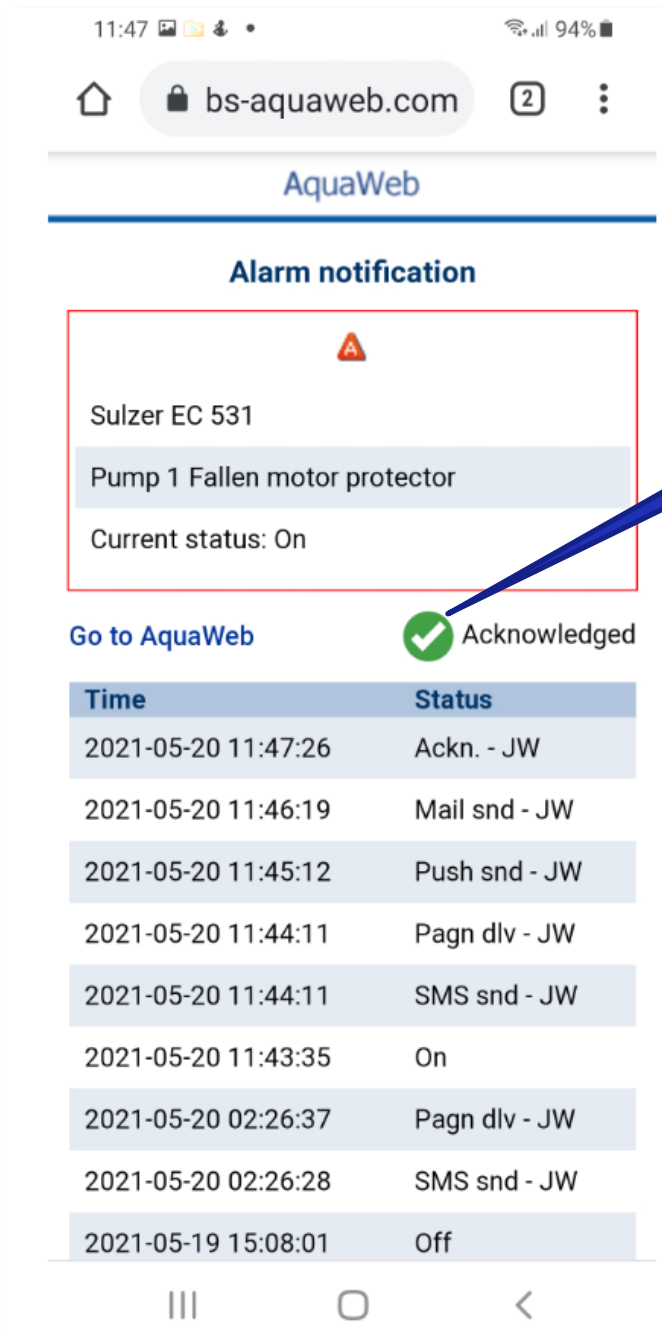 11:47 94%
bs-aquaweb.com 2
AquaWeb
Alarm notification
A
Sulzer EC 531
Pump 1 Fallen motor protector
Current status: On
Go to AquaWeb Acknowledged
Time Status
2021-05-20 11:47:26 Ackn. - JW
2021-05-20 11:46:19 Mail snd - JW
2021-05-20 11:45:12 Push snd - JW
2021-05-20 11:44:11 Pagn dlv - JW
2021-05-20 11:44:11 SMS snd - JW
2021-05-20 11:43:35 On
2021-05-20 02:26:37 Pagn dlv - JW
2021-05-20 02:26:28 SMS snd - JW
2021-05-19 15:08:01 Off